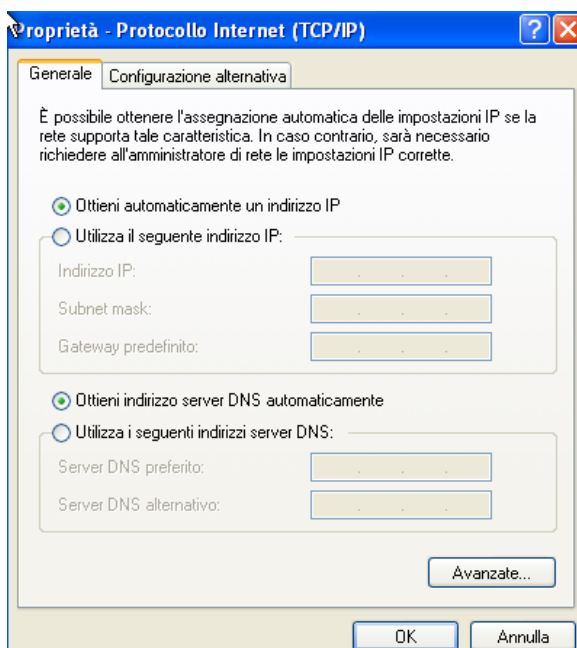 Proprietà - Protocollo Internet (TCP/IP)
Generale
Configurazione alternativa
È possibile ottenere l'assegnazione automatica delle impostazioni IP se la
rete supporta tale caratteristica. In caso contrario, sarà necessario
richiedere all'amministratore di rete le impostazioni IP corrette.
Ottieni automaticamente un indirizzo IP
Utilizza il seguente indirizzo IP:
Indirizzo IP:
Subnet mask:
Gateway predefinito:
Ottieni indirizzo server DNS automaticamente
Utilizza i seguenti indirizzi server DNS:
Server DNS preferito:
Server DNS alternativo:
Avanzate...
OK
Annulla